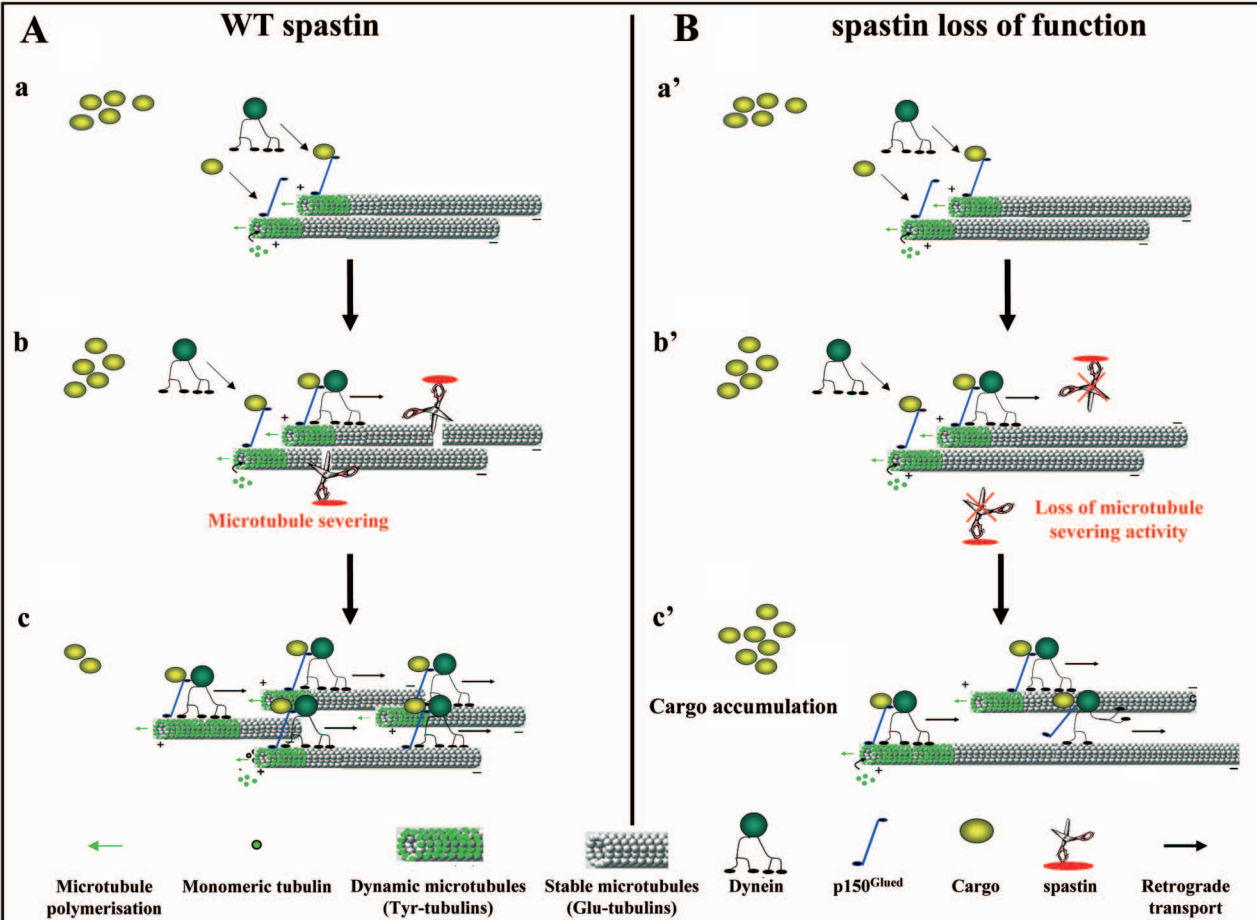 A
WT spastin
B
spastin loss of function
a
a’
+
+
−
−
+
+
−
−
b
b’
+
+
−
−
+
+
−
−
Microtubule severing
Loss of microtubule
severing activity
c
c’
Cargo accumulation
+
+
+
+
−
−
−
−
+
+
−
−
Microtubule
polymerisation
Monomeric tubulin
Dynamic microtubules
(Tyr-tubulins)
Stable microtubules
(Glu-tubulins)
Dynein
p150Glued
Cargo
spastin
Retrograde
transport